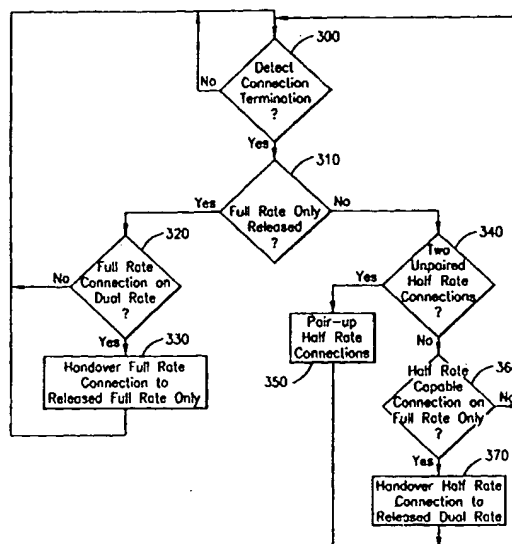 300
Detect
Connection
Termination
?
No
Yes
310
Full Rate Only
Released
?
Yes
No
320
Full Rate
Connection on
Dual Rate
?
No
Yes
330
Handover Full Rate
Connection to
Released Full Rate Only
340
Two
Unpaired
Half Rate
Connections
?
Yes
No
Pair-up
Half Rate
Connections
350
Half Rate
Capable
Connection on
Full Rate Only
?
No
Yes
370
Handover Half Rate
Connection to
Released Dual Rate